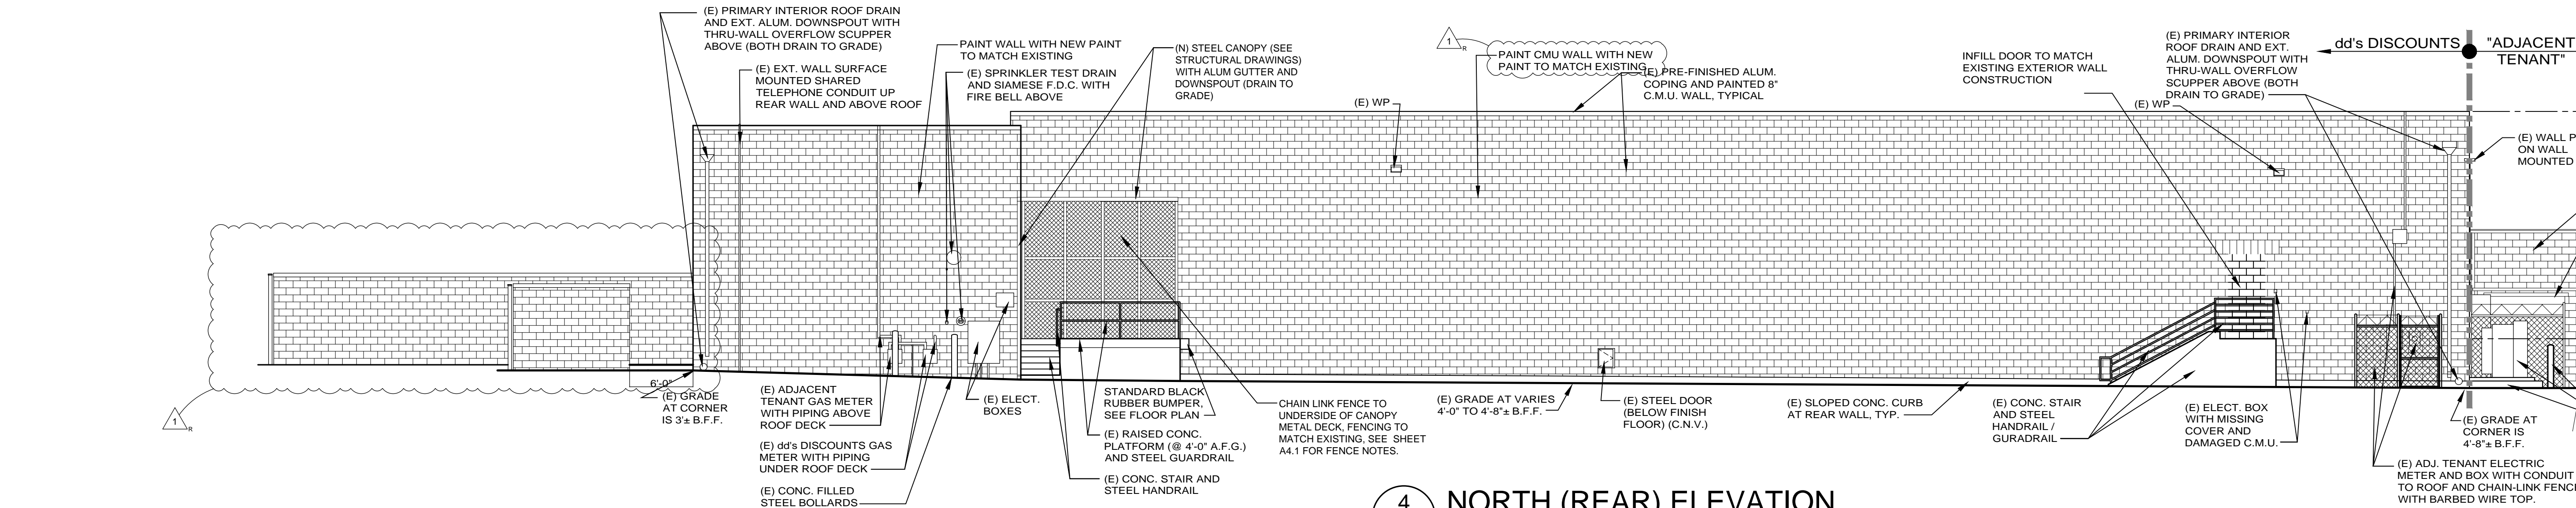 (E) PRIMARY INTERIOR ROOF DRAIN
AND EXT. ALUM. DOWNSPOUT WITH
THRU-WALL OVERFLOW SCUPPER
ABOVE (BOTH DRAIN TO GRADE)
(E) EXT. WALL SURFACE
MOUNTED SHARED
TELEPHONE CONDUIT UP
REAR WALL AND ABOVE ROOF
PAINT WALL WITH NEW PAINT
TO MATCH EXISTING
(E) SPRINKLER TEST DRAIN
AND SIAMESE F.D.C. WITH
FIRE BELL ABOVE
(N) STEEL CANOPY (SEE
STRUCTURAL DRAWINGS)
WITH ALUM GUTTER AND
DOWNSPOUT (DRAIN TO
GRADE)
(E) WP
1
R
PAINT CMU WALL WITH NEW
PAINT TO MATCH EXISTING
(E) PRE-FINISHED ALUM.
COPING AND PAINTED 8"
C.M.U. WALL, TYPICAL
INFILL DOOR TO MATCH
EXISTING EXTERIOR WALL
CONSTRUCTION
(E) WP
(E) PRIMARY INTERIOR
ROOF DRAIN AND EXT.
ALUM. DOWNSPOUT WITH
THRU-WALL OVERFLOW
SCUPPER ABOVE (BOTH
DRAIN TO GRADE)
dd's DISCOUNTS
"ADJACENT
TENANT"
(E) WALL P
ON WALL
MOUNTED
1
R
6'-0"
(E) GRADE
AT CORNER
IS 3'± B.F.F.
(E) ADJACENT
TENANT GAS METER
WITH PIPING ABOVE
ROOF DECK
(E) dd's DISCOUNTS GAS
METER WITH PIPING
UNDER ROOF DECK
(E) CONC. FILLED
STEEL BOLLARDS
(E) ELECT.
BOXES
STANDARD BLACK
RUBBER BUMPER,
SEE FLOOR PLAN
(E) RAISED CONC.
PLATFORM (@ 4'-0" A.F.G.)
AND STEEL GUARDRAIL
(E) CONC. STAIR AND
STEEL HANDRAIL
CHAIN LINK FENCE TO
UNDERSIDE OF CANOPY
METAL DECK, FENCING TO
MATCH EXISTING, SEE SHEET
A4.1 FOR FENCE NOTES.
(E) GRADE AT VARIES
4'-0" TO 4'-8"± B.F.F.
(E) STEEL DOOR
(BELOW FINISH
FLOOR) (C.N.V.)
(E) SLOPED CONC. CURB
AT REAR WALL, TYP.
(E) CONC. STAIR
AND STEEL
HANDRAIL /
GURADRAIL
(E) ELECT. BOX
WITH MISSING
COVER AND
DAMAGED C.M.U.
(E) GRADE AT
CORNER IS
4'-8"± B.F.F.
(E) ADJ. TENANT ELECTRIC
METER AND BOX WITH CONDUIT
TO ROOF AND CHAIN-LINK FENC
WITH BARBED WIRE TOP.
4
NORTH (REAR) ELEVATION